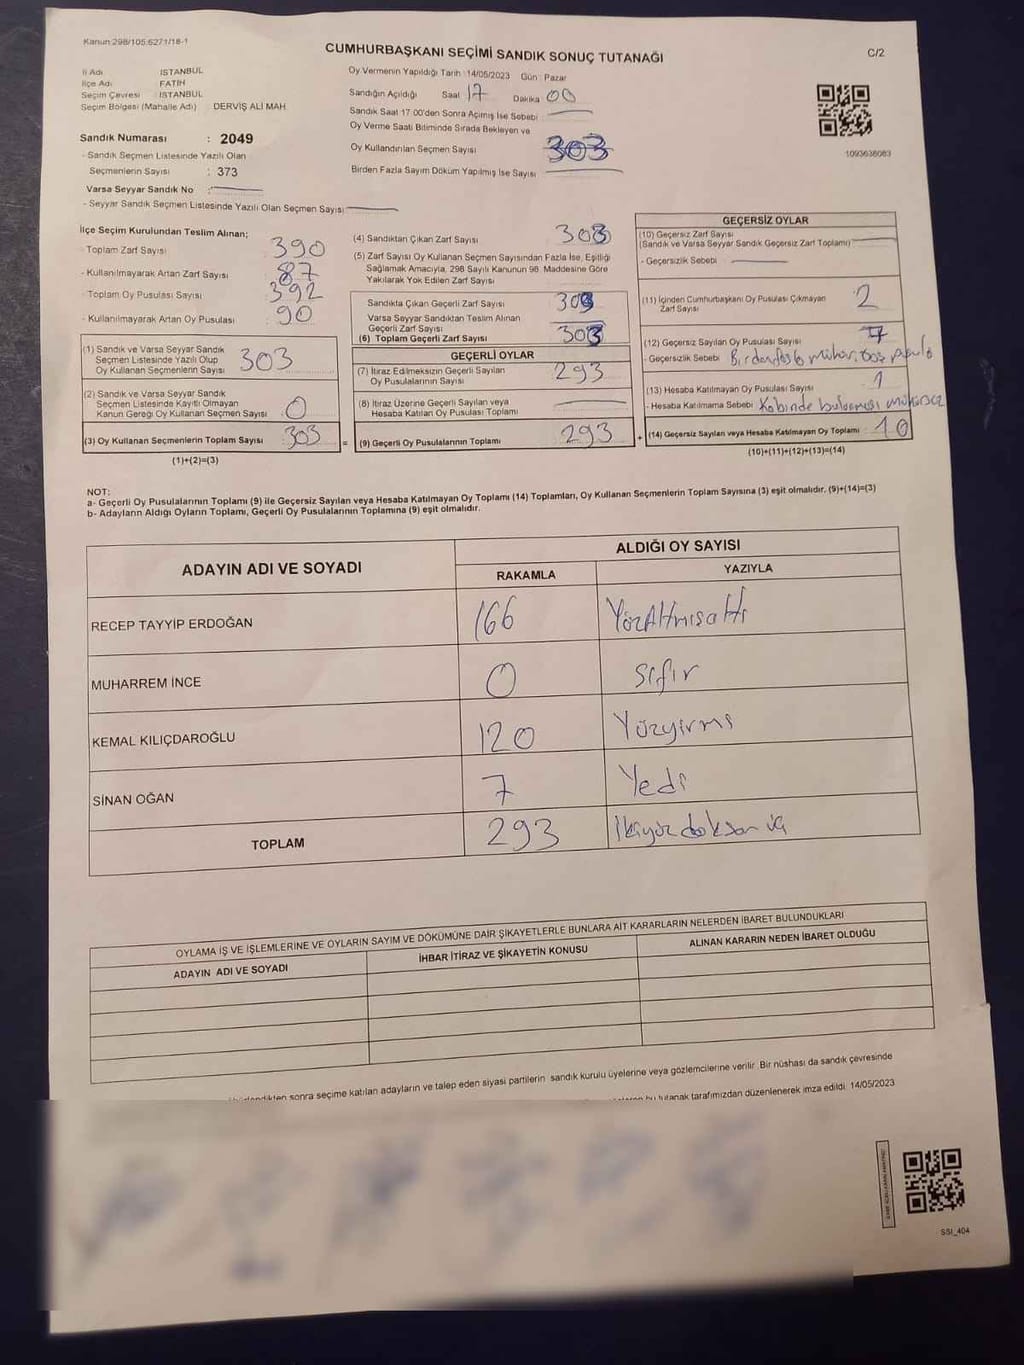 Kanun:298/105,6271/18-1
CUMHURBAŞKANI SEÇİMİ SANDIK SONUÇ TUTANAĞI
C/2
İl Adı : İSTANBUL
İlçe Adı : FATİH
Seçim Çevresi : İSTANBUL
Seçim Bölgesi (Mahalle Adı) : DERVİŞ ALİ MAH.
Sandık Numarası : 2049
- Sandık Seçmen Listesinde Yazılı Olan
Seçmenlerin Sayısı : 373
Varsa Seyyar Sandık No :
- Seyyar Sandık Seçmen Listesinde Yazılı Olan Seçmen Sayısı:
Oy Vermenin Yapıldığı Tarih : 14/05/2023 Gün : Pazar
Sandığın Açıldığı Saat 17 Dakika 00
Sandık Saat 17:00'den Sonra Açılmış İse Sebebi :
Oy Verme Saati Bitiminde Sırada Bekleyen ve
Oy Kullandırılan Seçmen Sayısı 303
Birden Fazla Sayım Döküm Yapılmış İse Sayısı:
1093638083
İlçe Seçim Kurulundan Teslim Alınan;
- Toplam Zarf Sayısı 390
- Kullanılmayarak Artan Zarf Sayısı 87
- Toplam Oy Pusulası Sayısı 392
- Kullanılmayarak Artan Oy Pusulası 90
(1) Sandık ve Varsa Seyyar Sandık
Seçmen Listesinde Yazılı Olup
Oy Kullanan Seçmenlerin Sayısı 303
(2) Sandık ve Varsa Seyyar Sandık
Seçmen Listesinde Kayıtlı Olmayan
Kanun Gereği Oy Kullanan Seçmen Sayısı 0
(3) Oy Kullanan Seçmenlerin Toplam Sayısı 303 =
(1)+(2)=(3)
(4) Sandıktan Çıkan Zarf Sayısı 303
(5) Zarf Sayısı Oy Kullanan Seçmen Sayısından Fazla İse, Eşitliği
Sağlamak Amacıyla, 298 Sayılı Kanunun 98. Maddesine Göre
Yakılarak Yok Edilen Zarf Sayısı
Sandıkta Çıkan Geçerli Zarf Sayısı 303
Varsa Seyyar Sandıktan Teslim Alınan
Geçerli Zarf Sayısı
(6) Toplam Geçerli Zarf Sayısı 303
GEÇERLİ OYLAR
(7) İtiraz Edilmeksizin Geçerli Sayılan
Oy Pusulalarının Sayısı 293
(8) İtiraz Üzerine Geçerli Sayılan veya
Hesaba Katılan Oy Pusulası Toplamı
(9) Geçerli Oy Pusulalarının Toplamı 293 +
GEÇERSİZ OYLAR
(10) Geçersiz Zarf Sayısı
(Sandık ve Varsa Seyyar Sandık Geçersiz Zarf Toplamı)
- Geçersizlik Sebebi :
(11) İçinden Cumhurbaşkanı Oy Pusulası Çıkmayan
Zarf Sayısı 2
(12) Geçersiz Sayılan Oy Pusulası Sayısı 7
- Geçersizlik Sebebi : Birden fazla mühür, boş pusula
(13) Hesaba Katılmayan Oy Pusulası Sayısı 1
- Hesaba Katılmama Sebebi : Kabinde bulunması
(14) Geçersiz Sayılan veya Hesaba Katılmayan Oy Toplamı 10
(10)+(11)+(12)+(13)=(14)
NOT:
a- Geçerli Oy Pusulalarının Toplamı (9) ile Geçersiz Sayılan veya Hesaba Katılmayan Oy Toplamı (14) Toplamları, Oy Kullanan Seçmenlerin Toplam Sayısına (3) eşit olmalıdır. (9)+(14)=(3)
b- Adayların Aldığı Oyların Toplamı, Geçerli Oy Pusulalarının Toplamına (9) eşit olmalıdır.
ADAYIN ADI VE SOYADI
ALDIĞI OY SAYISI
RAKAMLA YAZIYLA
RECEP TAYYİP ERDOĞAN 166 YüzAltmışaltı
MUHARREM İNCE 0 Sıfır
KEMAL KILIÇDAROĞLU 120 Yüzyirmi
SİNAN OĞAN 7 Yedi
TOPLAM 293 ikiyüz doksan üç
OYLAMA İŞ VE İŞLEMLERİNE VE OYLARIN SAYIM VE DÖKÜMÜNE DAİR ŞİKAYETLERLE BUNLARA AİT KARARLARIN NELERDEN İBARET BULUNDUKLARI
ADAYIN ADI VE SOYADI İHBAR İTİRAZ VE ŞİKAYETİN KONUSU ALINAN KARARIN NEDEN İBARET OLDUĞU
sonra seçime katılan adayların ve talep eden siyasi partilerin sandık kurulu üyelerine veya gözlemcilerine verilir. Bir nüshası da sandık çevresinde
bu tutanak tarafımızdan düzenlenerek imza edildi. 14/05/2023
SSI_404